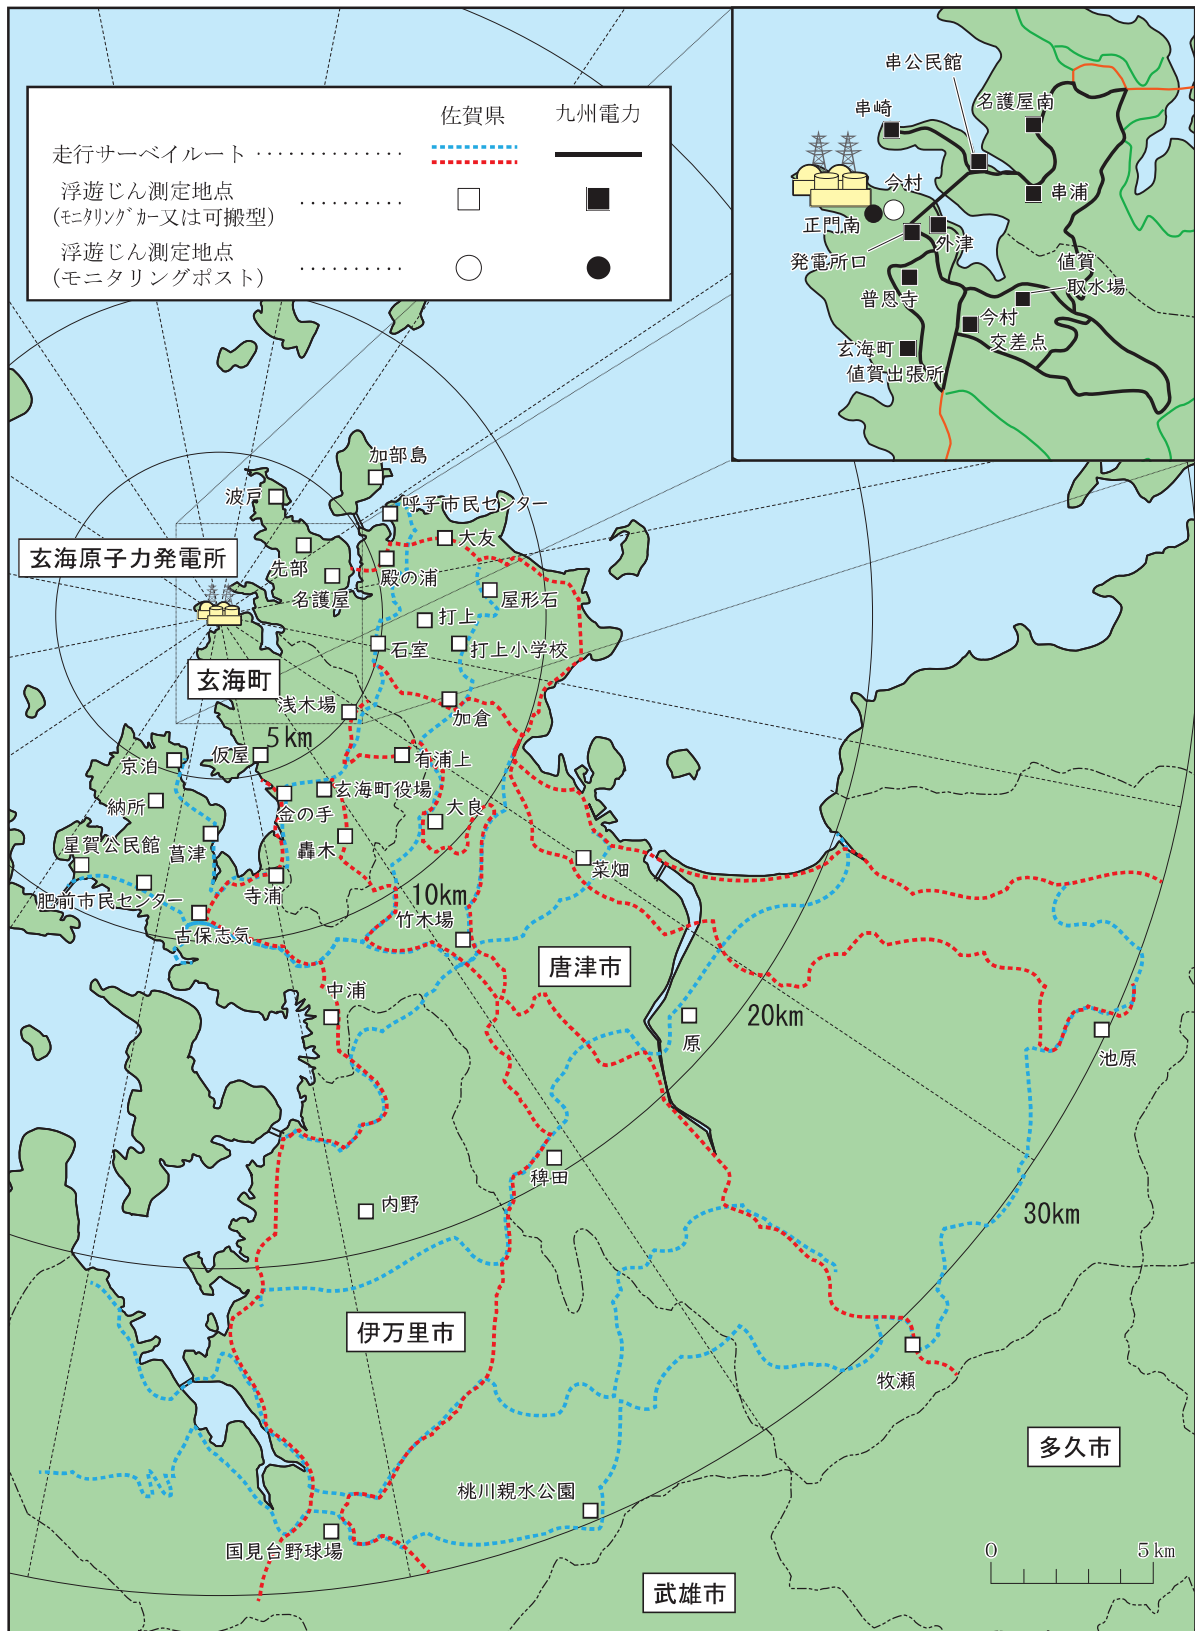 佐賀県
九州電力
走行サーベイルート ‥‥‥‥‥‥‥
浮遊じん測定地点
(ﾓﾆﾀﾘﾝｸﾞカー又は可搬型)
浮遊じん測定地点
(モニタリングポスト)
串公民館
串崎
名護屋南
今村
串浦
正門南
外津
発電所口
値賀
取水場
普恩寺
今村
交差点
玄海町
値賀出張所
加部島
波戸
呼子市民センター
大友
玄海原子力発電所
先部
殿の浦
名護屋
屋形石
打上
石室
打上小学校
玄海町
浅木場
加倉
5km
仮屋
有浦上
京泊
玄海町役場
納所
金の手
大良
星賀公民館
菖津
轟木
菜畑
肥前市民センター
寺浦
10km
竹木場
古保志気
唐津市
中浦
20km
原
池原
稗田
内野
30km
伊万里市
牧瀬
多久市
桃川親水公園
国見台野球場
0
5km
武雄市